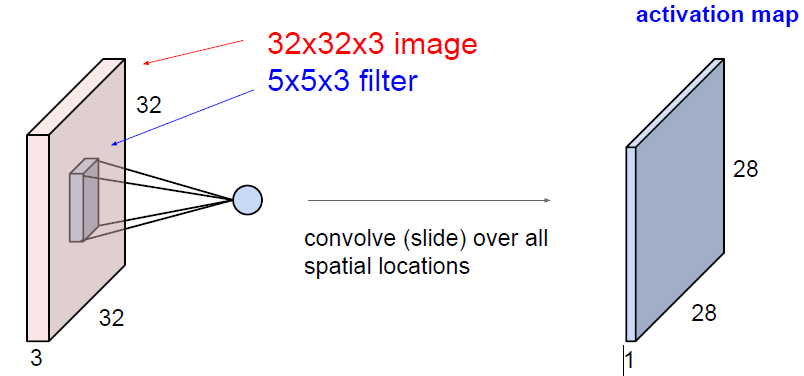 activation map
32x32x3 image
5x5x3 filter
32
28
convolve (slide) over all
spatial locations
32
28
3
1